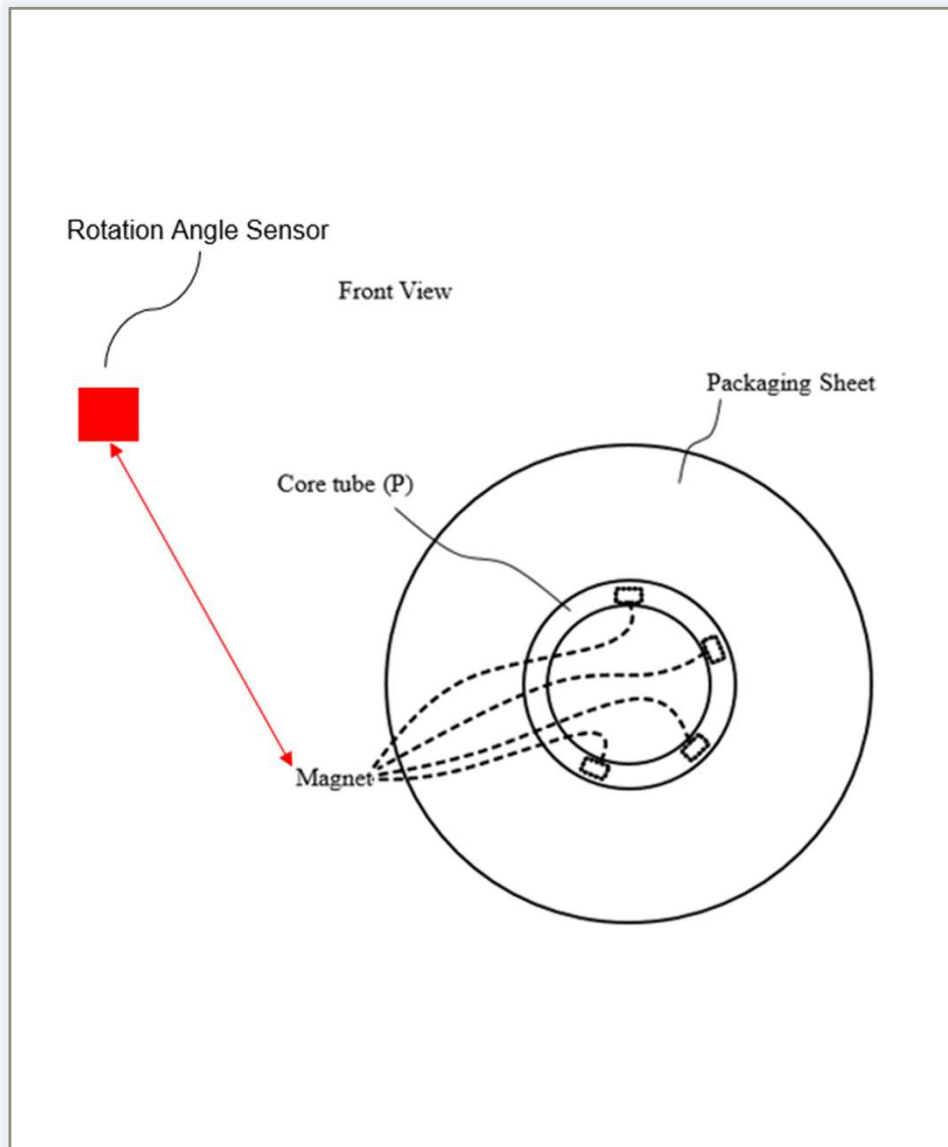 Rotation Angle Sensor
Front View
Packaging Sheet
Core tube (P)
Magnet